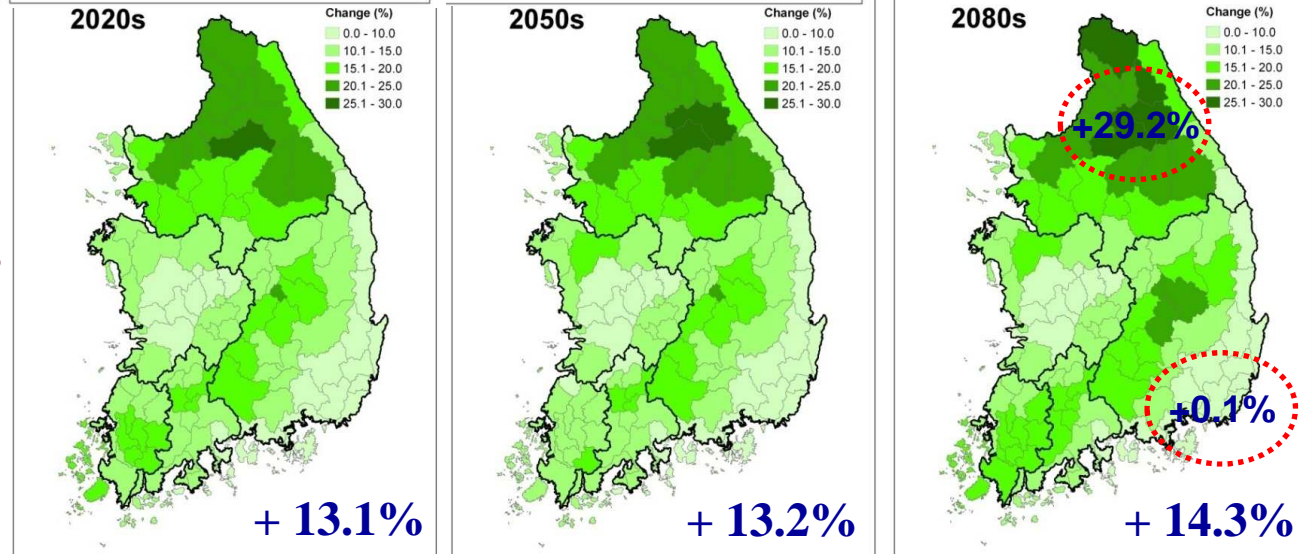 2020s
Change (%)
0.0 - 10.0
10.1 - 15.0
15.1 - 20.0
20.1 - 25.0
25.1 - 30.0
+ 13.1%
2050s
Change (%)
0.0 - 10.0
10.1 - 15.0
15.1 - 20.0
20.1 - 25.0
25.1 - 30.0
+ 13.2%
2080s
Change (%)
0.0 - 10.0
10.1 - 15.0
15.1 - 20.0
20.1 - 25.0
25.1 - 30.0
+29.2%
+0.1%
+ 14.3%